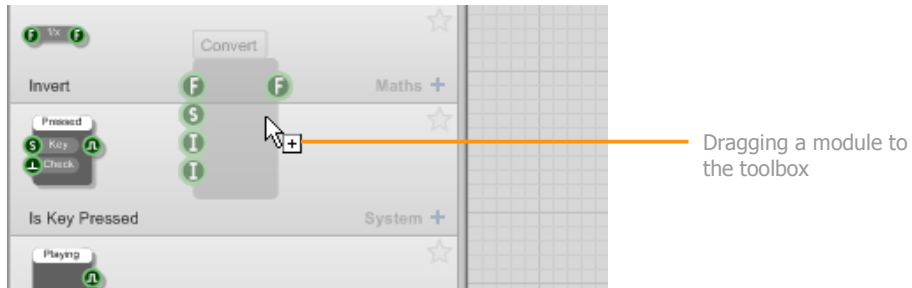 F 1/x F
Convert
Invert
F
F
Maths +
Pressed
S
S Key
I
Check
I
Dragging a module to
the toolbox
Is Key Pressed
System +
Playing